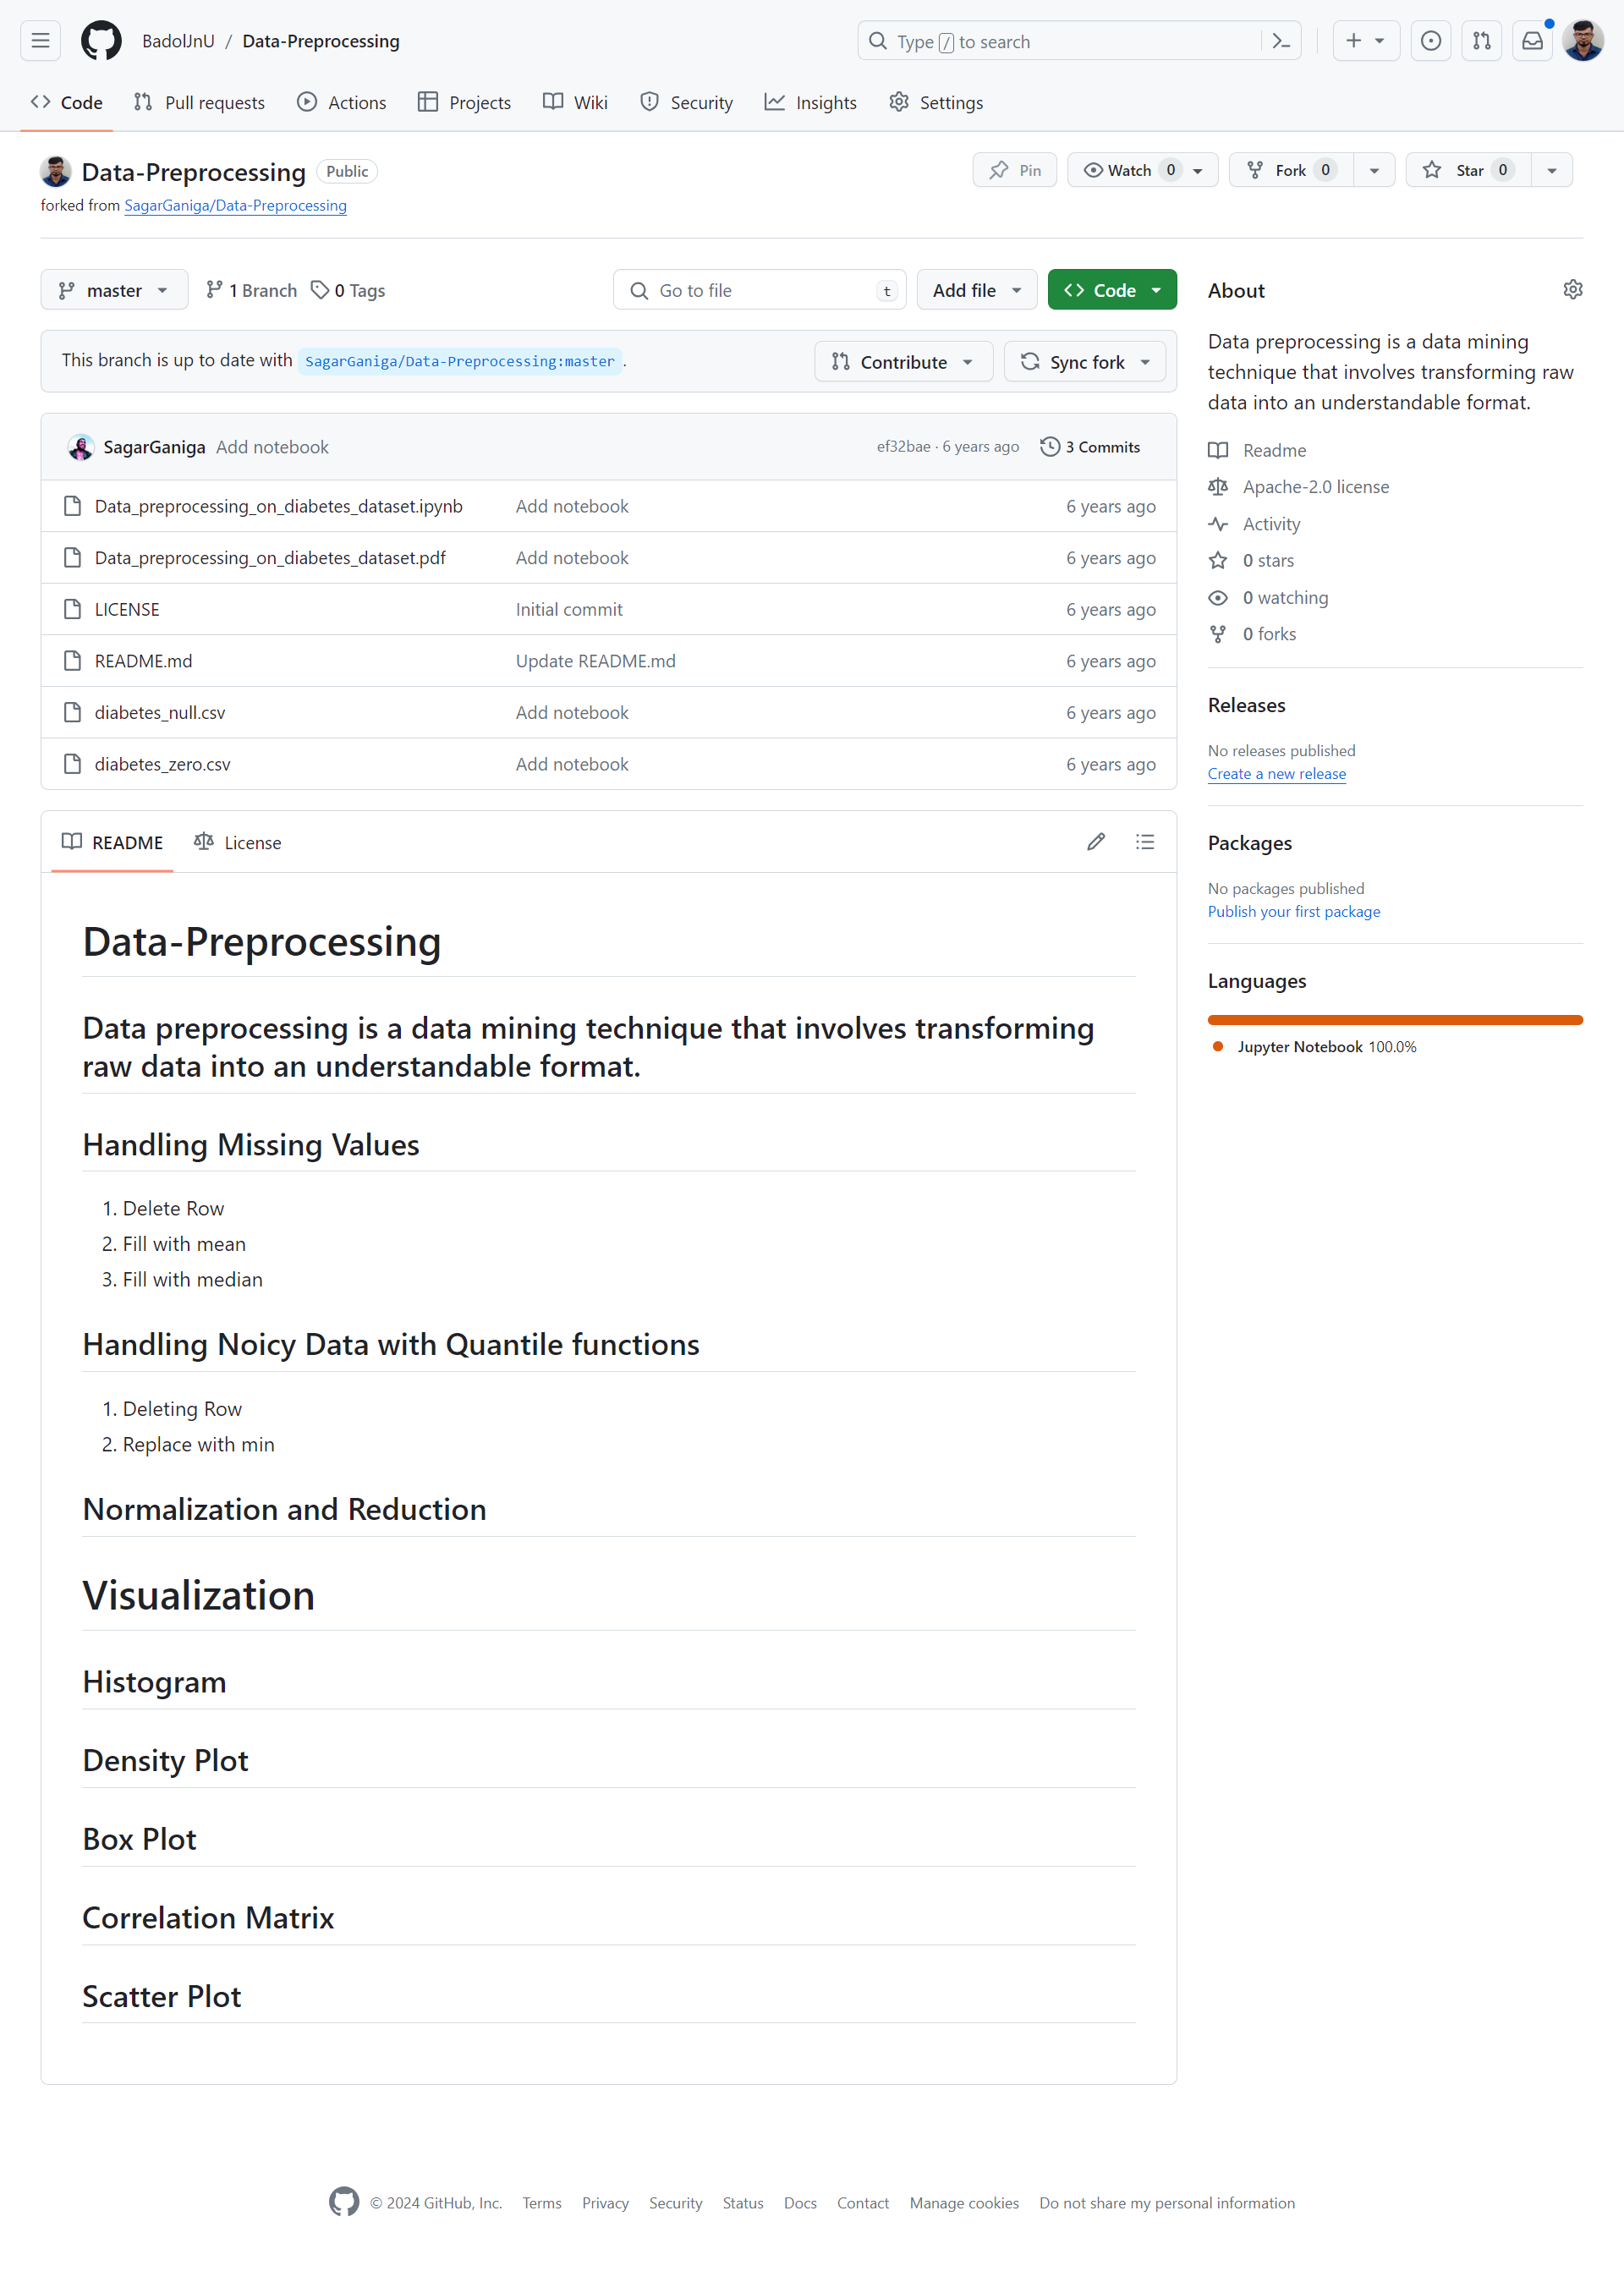 BadolJnU / Data-Preprocessing
Type / to search
Code Pull requests Actions Projects Wiki Security Insights Settings
Data-Preprocessing Public
Pin Watch 0 Fork 0 Star 0
forked from SagarGaniga/Data-Preprocessing
master 1 Branch 0 Tags Go to file t Add file Code
This branch is up to date with SagarGaniga/Data-Preprocessing:master .
Contribute Sync fork
SagarGaniga Add notebook ef32bae · 6 years ago 3 Commits
Data_preprocessing_on_diabetes_dataset.ipynb Add notebook 6 years ago
Data_preprocessing_on_diabetes_dataset.pdf Add notebook 6 years ago
LICENSE Initial commit 6 years ago
README.md Update README.md 6 years ago
diabetes_null.csv Add notebook 6 years ago
diabetes_zero.csv Add notebook 6 years ago
README License
Data-Preprocessing
Data preprocessing is a data mining technique that involves transforming
raw data into an understandable format.
Handling Missing Values
1. Delete Row
2. Fill with mean
3. Fill with median
Handling Noicy Data with Quantile functions
1. Deleting Row
2. Replace with min
Normalization and Reduction
Visualization
Histogram
Density Plot
Box Plot
Correlation Matrix
Scatter Plot
About
Data preprocessing is a data mining
technique that involves transforming raw
data into an understandable format.
Readme
Apache-2.0 license
Activity
0 stars
0 watching
0 forks
Releases
No releases published
Create a new release
Packages
No packages published
Publish your first package
Languages
Jupyter Notebook 100.0%
© 2024 GitHub, Inc. Terms Privacy Security Status Docs Contact Manage cookies Do not share my personal information